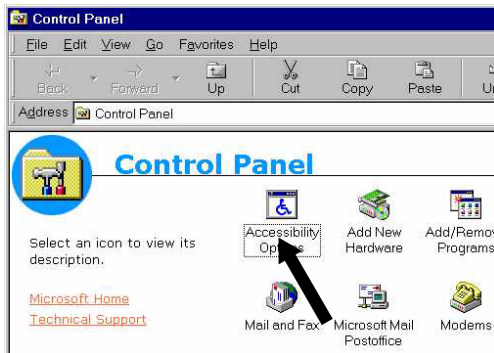 Control Panel
File Edit View Go Favorites Help
Back Forward Up Cut Copy Paste
Address Control Panel
Control Panel
Accessibility Add New Add/Remov
Hardware Programs
Select an icon to view its
description.
Microsoft Home
Technical Support
Mail and Fax Microsoft Mail Modems
Postoffice